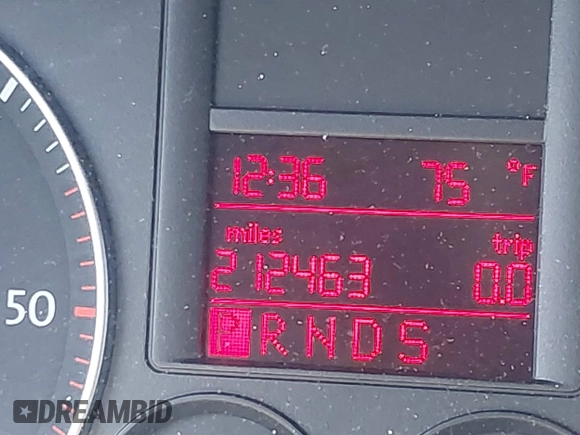 12:36 75 °F
miles trip
212463 0.0
P R N D S
50
DREAMBID